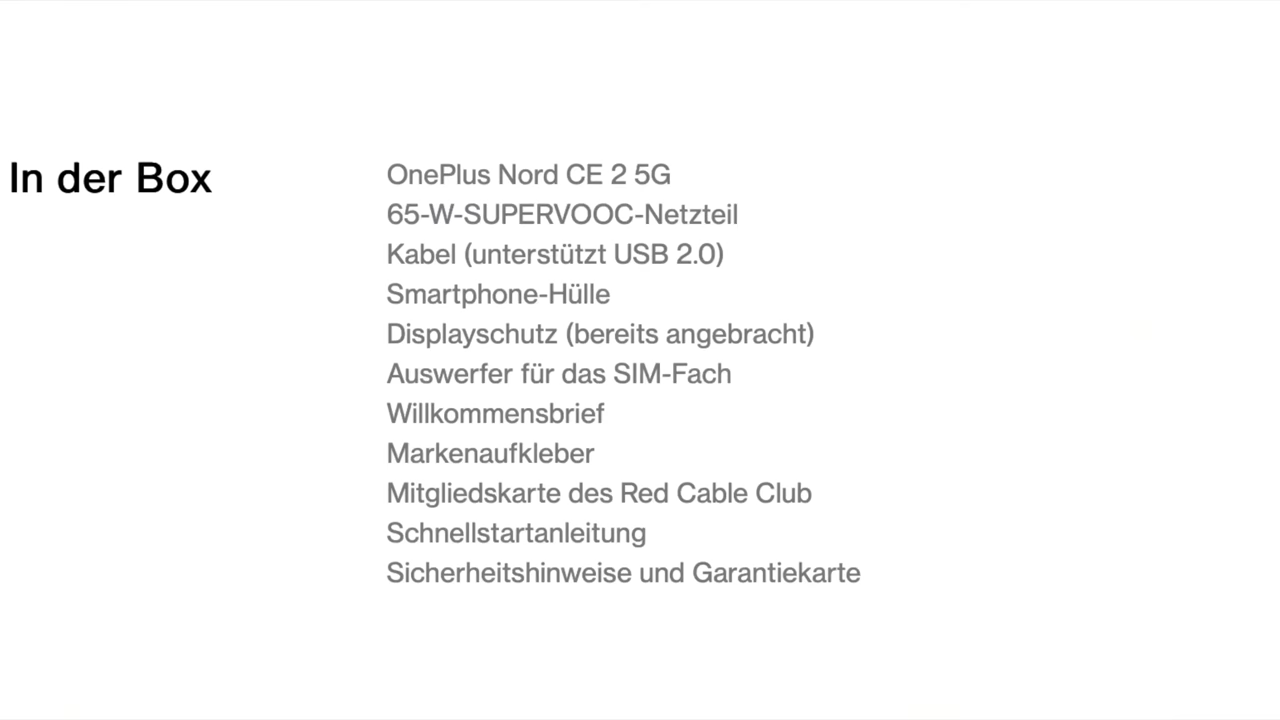 In der Box
OnePlus Nord CE 2 5G
65-W-SUPERVOOC-Netzteil
Kabel (unterstützt USB 2.0)
Smartphone-Hülle
Displayschutz (bereits angebracht)
Auswerfer für das SIM-Fach
Willkommensbrief
Markenaufkleber
Mitgliedskarte des Red Cable Club
Schnellstartanleitung
Sicherheitshinweise und Garantiekarte